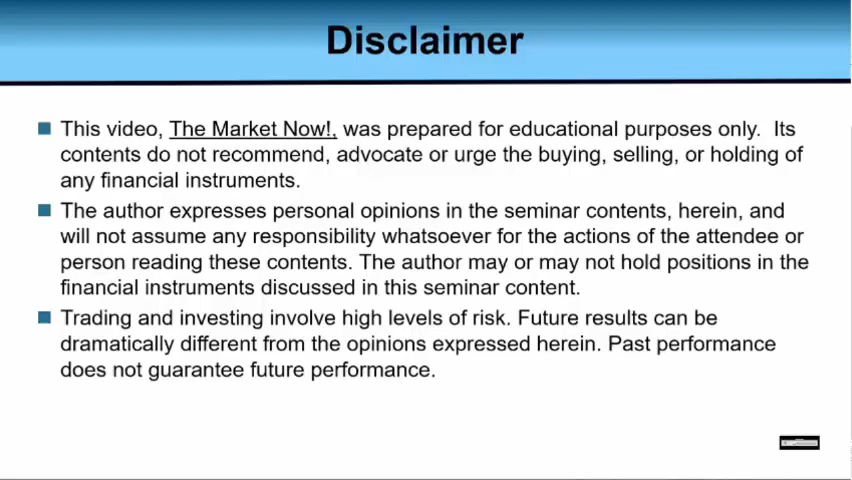 Disclaimer
This video, The Market Now!, was prepared for educational purposes only. Its
contents do not recommend, advocate or urge the buying, selling, or holding of
any financial instruments.
The author expresses personal opinions in the seminar contents, herein, and
will not assume any responsibility whatsoever for the actions of the attendee or
person reading these contents. The author may or may not hold positions in the
financial instruments discussed in this seminar content.
Trading and investing involve high levels of risk. Future results can be
dramatically different from the opinions expressed herein. Past performance
does not guarantee future performance.